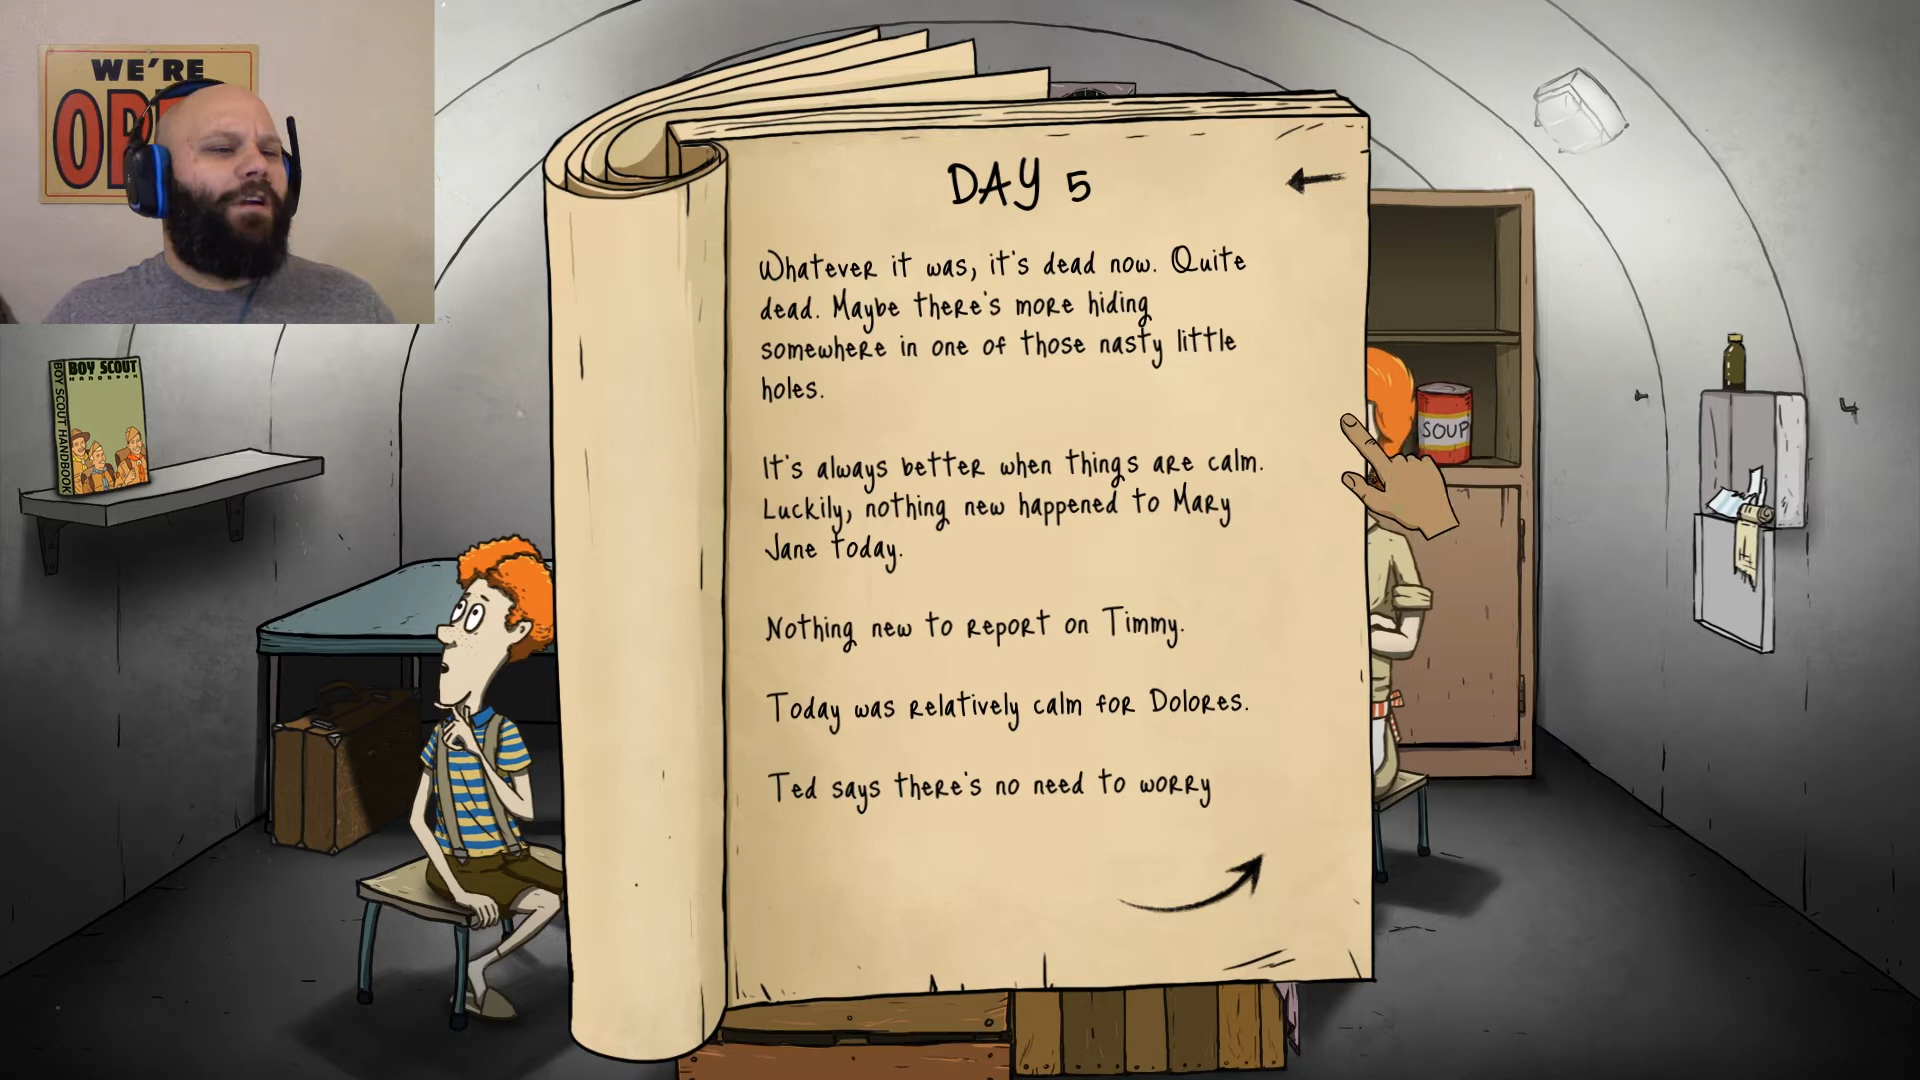 WE'RE
OP
BOY SCOUT
HANDBOOK
BOY SCOUT HANDBOOK
DAY 5
Whatever it was, it's dead now. Quite
dead. Maybe there's more hiding
somewhere in one of those nasty little
holes.
It's always better when things are calm.
Luckily, nothing new happened to Mary
Jane today.
Nothing new to report on Timmy.
Today was relatively calm for Dolores.
Ted says there's no need to worry
SOUP